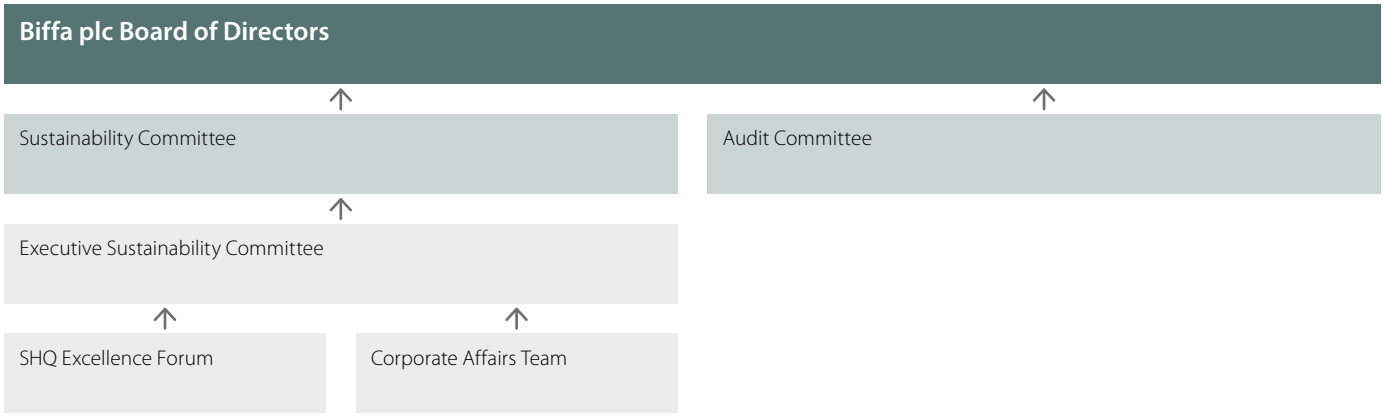 Biffa plc Board of Directors
Sustainability Committee
Audit Committee
Executive Sustainability Committee
SHQ Excellence Forum
Corporate Affairs Team